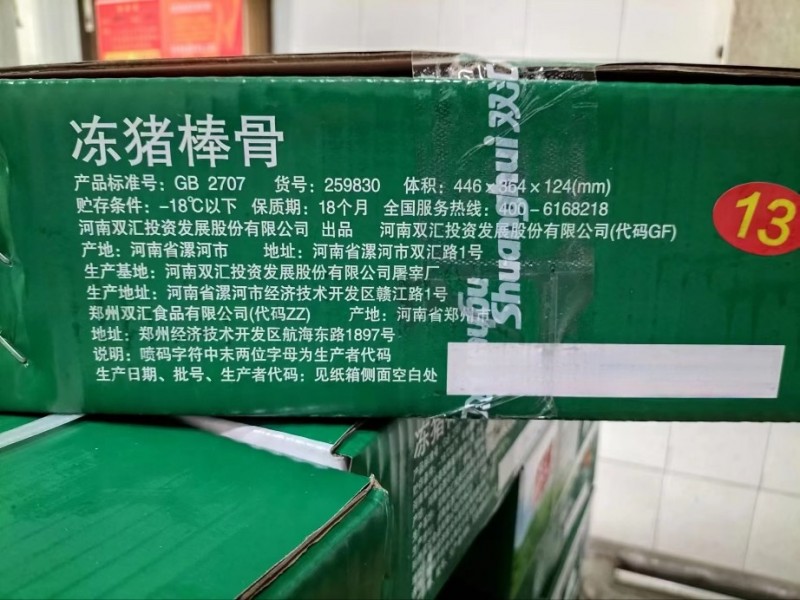 冻猪棒骨
产品标准号：GB 2707 货号：259830 体积：446×364×124(mm)
贮存条件：-18℃以下 保质期：18个月 全国服务热线：400-6168218
河南双汇投资发展股份有限公司 出品 河南双汇投资发展股份有限公司(代码GF)
产地：河南省漯河市 地址：河南省漯河市双汇路1号
生产基地：河南双汇投资发展股份有限公司屠宰厂
生产地址：河南省漯河市经济技术开发区赣江路1号
郑州双汇食品有限公司(代码ZZ) 产地：河南省郑州市
地址：郑州经济技术开发区航海东路1897号
说明：喷码字符中末两位字母为生产者代码
生产日期、批号、生产者代码：见纸箱侧面空白处
13
Shuanghui 双汇
冻猪棒骨